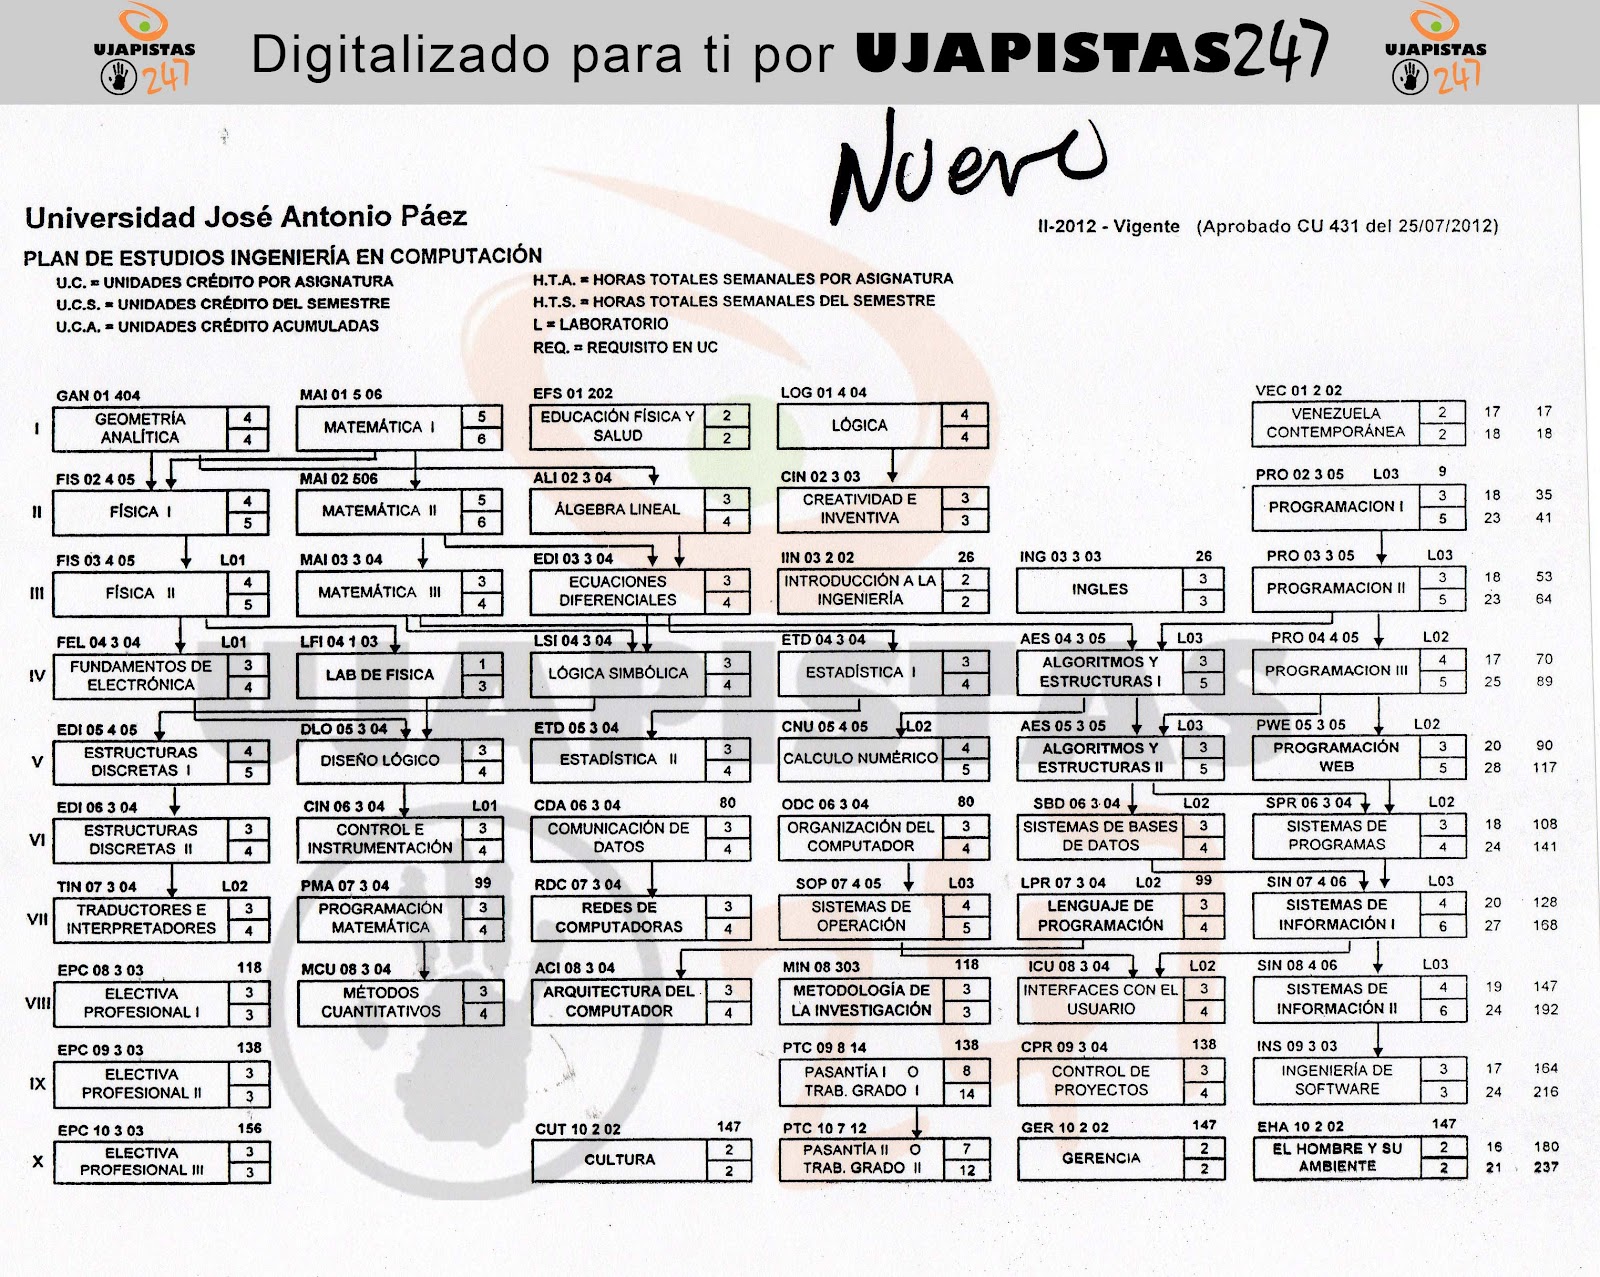 UJAPISTAS
247
Digitalizado para ti por UJAPISTAS247
UJAPISTAS
247
Nuevo
Universidad José Antonio Páez
II-2012 - Vigente (Aprobado CU 431 del 25/07/2012)
PLAN DE ESTUDIOS INGENIERÍA EN COMPUTACIÓN
U.C. = UNIDADES CRÉDITO POR ASIGNATURA
H.T.A. = HORAS TOTALES SEMANALES POR ASIGNATURA
U.C.S. = UNIDADES CRÉDITO DEL SEMESTRE
H.T.S. = HORAS TOTALES SEMANALES DEL SEMESTRE
U.C.A. = UNIDADES CRÉDITO ACUMULADAS
L = LABORATORIO
REQ. = REQUISITO EN UC
GAN 01 404 MAI 01 5 06 EFS 01 202 LOG 01 4 04 VEC 01 2 02
I
GEOMETRÍA 4
ANALÍTICA 4
MATEMÁTICA I 5
6
EDUCACIÓN FÍSICA Y 2
SALUD 2
LÓGICA 4
4
VENEZUELA 2 17 17
CONTEMPORÁNEA 2 18 18
FIS 02 4 05 MAI 02 506 ALI 02 3 04 CIN 02 3 03 PRO 02 3 05 L03 9
II
FÍSICA I 4
5
MATEMÁTICA II 5
6
ÁLGEBRA LINEAL 3
4
CREATIVIDAD E 3
INVENTIVA 3
PROGRAMACION I 3 18 35
5 23 41
FIS 03 4 05 L01 MAI 03 3 04 EDI 03 3 04 IIN 03 2 02 26 ING 03 3 03 26 PRO 03 3 05 L03
III
FÍSICA II 4
5
MATEMÁTICA III 3
4
ECUACIONES 3
DIFERENCIALES 4
INTRODUCCIÓN A LA 2
INGENIERÍA 2
INGLES 3
3
PROGRAMACION II 3 18 53
5 23 64
FEL 04 3 04 L01 LFI 04 1 03 LSI 04 3 04 ETD 04 3 04 AES 04 3 05 L03 PRO 04 4 05 L02
IV
FUNDAMENTOS DE 3
ELECTRÓNICA 4
LAB DE FISICA 1
3
LÓGICA SIMBÓLICA 3
4
ESTADÍSTICA I 3
4
ALGORITMOS Y 3
ESTRUCTURAS I 5
PROGRAMACION III 4 17 70
5 25 89
UJAPISTAS
EDI 05 4 05 DLO 05 3 04 ETD 05 3 04 CNU 05 4 05 L02 AES 05 3 05 L03 PWE 05 3 05 L02
V
ESTRUCTURAS 4
DISCRETAS I 5
DISEÑO LÓGICO 3
4
ESTADÍSTICA II 3
4
CALCULO NUMÉRICO 4
5
ALGORITMOS Y 3
ESTRUCTURAS II 5
PROGRAMACIÓN 3 20 90
WEB 5 28 117
EDI 06 3 04 CIN 06 3 04 L01 CDA 06 3 04 80 ODC 06 3 04 80 SBD 06 3 04 L02 SPR 06 3 04 L02
VI
ESTRUCTURAS 3
DISCRETAS II 4
CONTROL E 3
INSTRUMENTACIÓN 4
COMUNICACIÓN DE 3
DATOS 4
ORGANIZACIÓN DEL 3
COMPUTADOR 4
SISTEMAS DE BASES 3
DE DATOS 4
SISTEMAS DE 3 18 108
PROGRAMAS 4 24 141
TIN 07 3 04 L02 PMA 07 3 04 99 RDC 07 3 04 SOP 07 4 05 L03 LPR 07 3 04 L02 99 SIN 07 4 06 L03
VII
TRADUCTORES E 3
INTERPRETADORES 4
PROGRAMACIÓN 3
MATEMÁTICA 4
REDES DE 3
COMPUTADORAS 4
SISTEMAS DE 4
OPERACIÓN 5
LENGUAJE DE 3
PROGRAMACIÓN 4
SISTEMAS DE 4 20 128
INFORMACIÓN I 6 27 168
247
EPC 08 3 03 118 MCU 08 3 04 ACI 08 3 04 MIN 08 303 118 ICU 08 3 04 L02 SIN 08 4 06 L03
VIII
ELECTIVA 3
PROFESIONAL I 3
MÉTODOS 3
CUANTITATIVOS 4
ARQUITECTURA DEL 3
COMPUTADOR 4
METODOLOGÍA DE 3
LA INVESTIGACIÓN 3
INTERFACES CON EL 3
USUARIO 4
SISTEMAS DE 4 19 147
INFORMACIÓN II 6 24 192
EPC 09 3 03 138 PTC 09 8 14 138 CPR 09 3 04 138 INS 09 3 03
IX
ELECTIVA 3
PROFESIONAL II 3
PASANTÍA I O 8
TRAB. GRADO I 14
CONTROL DE 3
PROYECTOS 4
INGENIERÍA DE 3 17 164
SOFTWARE 3 24 216
EPC 10 3 03 156 CUT 10 2 02 147 PTC 10 7 12 GER 10 2 02 147 EHA 10 2 02 147
X
ELECTIVA 3
PROFESIONAL III 3
CULTURA 2
2
PASANTÍA II O 7
TRAB. GRADO II 12
GERENCIA 2
2
EL HOMBRE Y SU 2 16 180
AMBIENTE 2 21 237